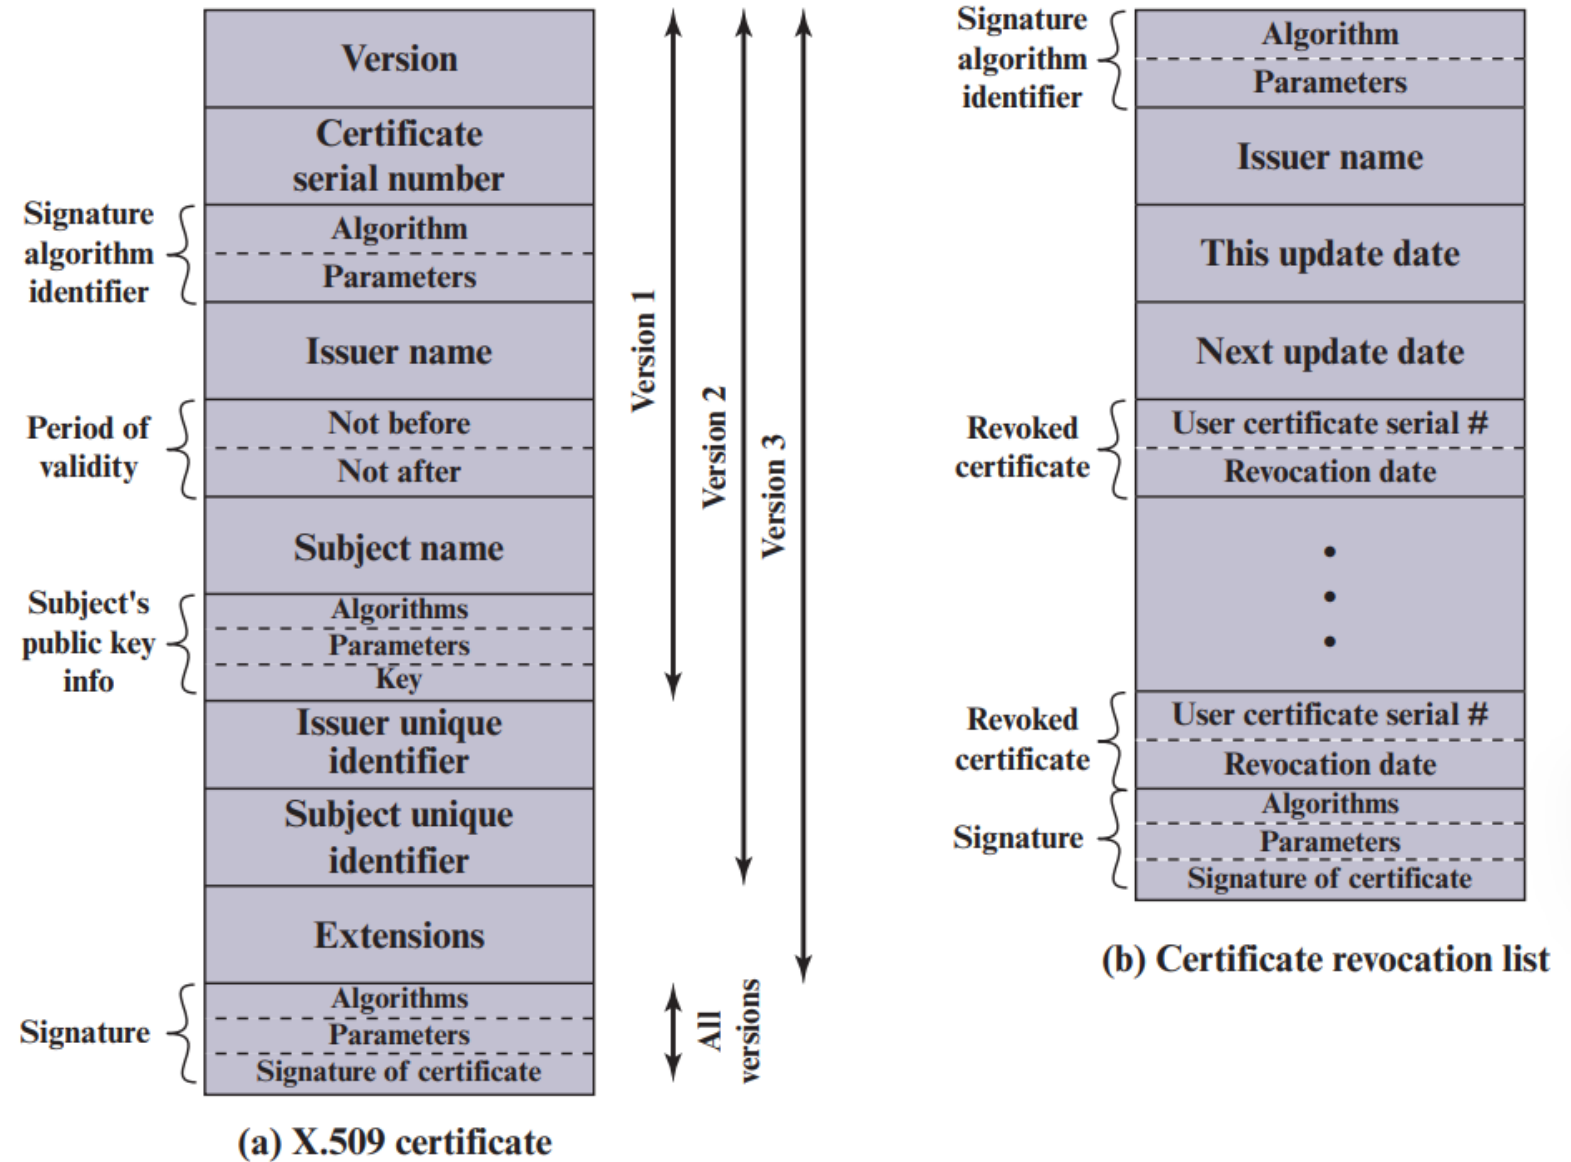 Version
Certificate
serial number
Signature
algorithm
identifier
Algorithm
Parameters
Issuer name
Period of
validity
Not before
Not after
Subject name
Subject's
public key
info
Algorithms
Parameters
Key
Issuer unique
identifier
Subject unique
identifier
Extensions
Signature
Algorithms
Parameters
Signature of certificate
Version 1
Version 2
Version 3
All
versions
(a) X.509 certificate
Signature
algorithm
identifier
Algorithm
Parameters
Issuer name
This update date
Next update date
Revoked
certificate
User certificate serial #
Revocation date
Revoked
certificate
User certificate serial #
Revocation date
Signature
Algorithms
Parameters
Signature of certificate
(b) Certificate revocation list